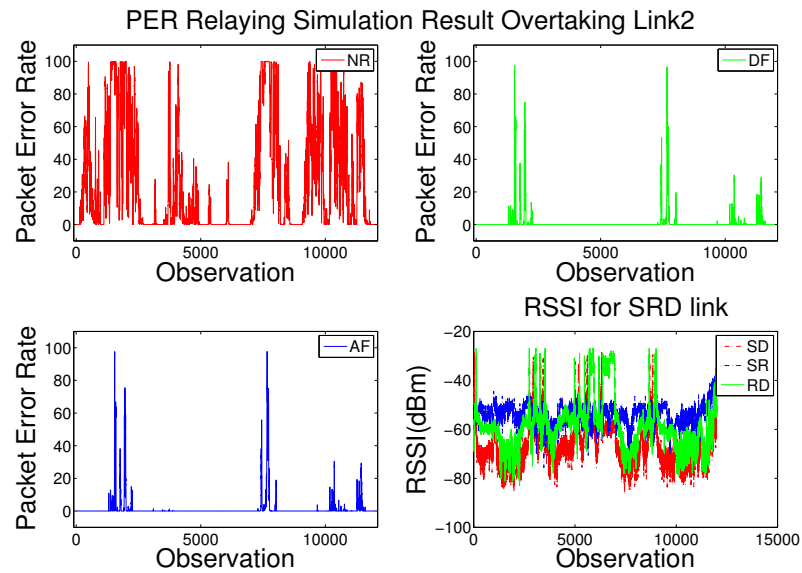 PER Relaying Simulation Result Overtaking Link2
Packet Error Rate
100
80
60
40
20
0
NR
0 5000 10000
Observation
Packet Error Rate
100
80
60
40
20
0
DF
0 5000 10000
Observation
Packet Error Rate
100
80
60
40
20
0
AF
0 5000 10000
Observation
RSSI for SRD link
RSSI(dBm)
−20
−40
−60
−80
−100
SD
SR
RD
0 5000 10000 15000
Observation